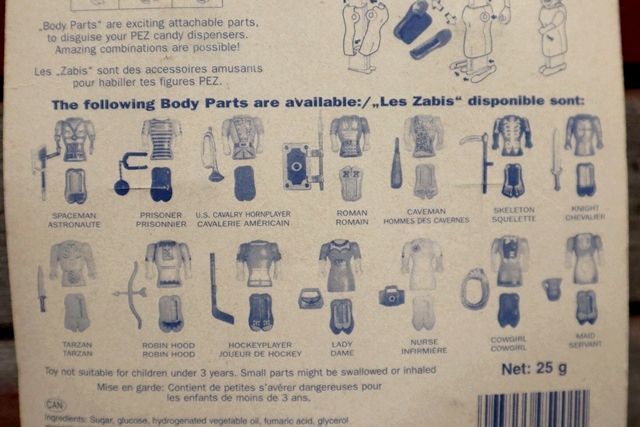 „Body Parts“ are exciting attachable parts,
to disguise your PEZ candy dispensers.
Amazing combinations are possible!
Les „Zabis“ sont des accessoires amusants
pour habiller tes figures PEZ.
The following Body Parts are available:/„Les Zabis“ disponible sont:
SPACEMAN PRISONER U.S. CAVALRY HORNPLAYER ROMAN CAVEMAN SKELETON KNIGHT
ASTRONAUTE PRISONNIER CAVALERIE AMÉRICAIN ROMAIN HOMMES DES CAVERNES SQUELETTE CHEVALIER
TARZAN ROBIN HOOD HOCKEYPLAYER LADY NURSE COWGIRL MAID
TARZAN ROBIN HOOD JOUEUR DE HOCKEY DAME INFIRMIÈRE COWGIRL SERVANT
Toy not suitable for children under 3 years. Small parts might be swallowed or inhaled
Net: 25 g
Mise en garde: Contient de petites s'avérer dangereuses pour
les enfants de moins de 3 ans.
CAN
Ingredients: Sugar, glucose, hydrogenated vegetable oil, fumaric acid, glycerol